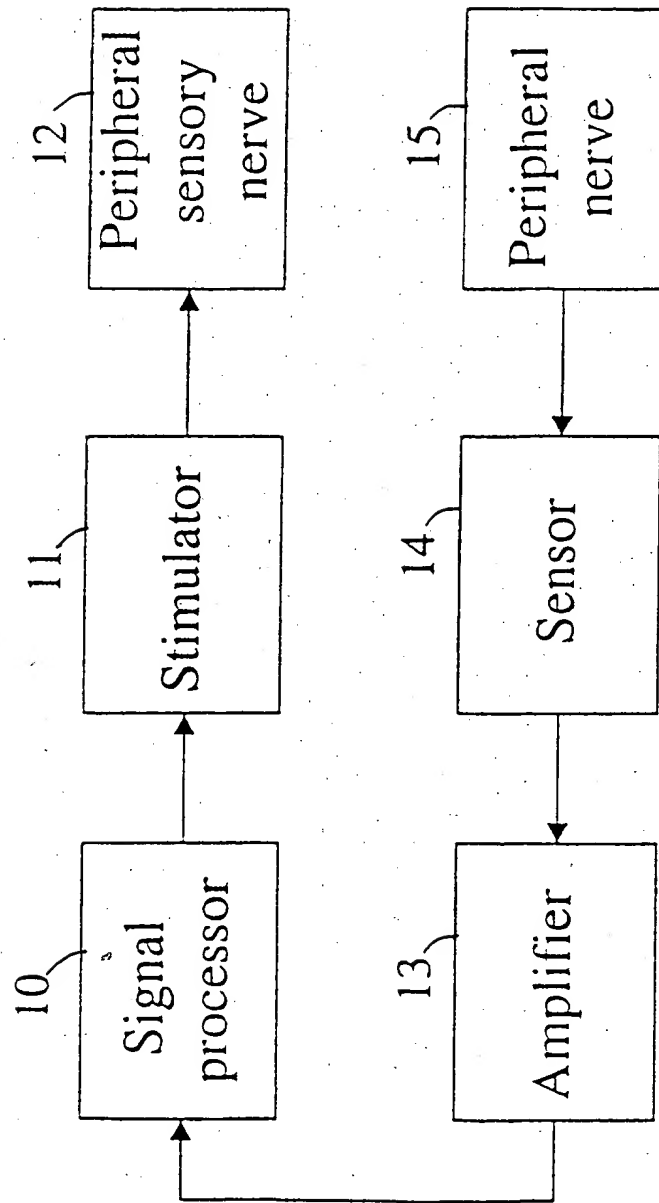 10
Signal
processor
11
Stimulator
12
Peripheral
sensory
nerve
13
Amplifier
14
Sensor
15
Peripheral
nerve